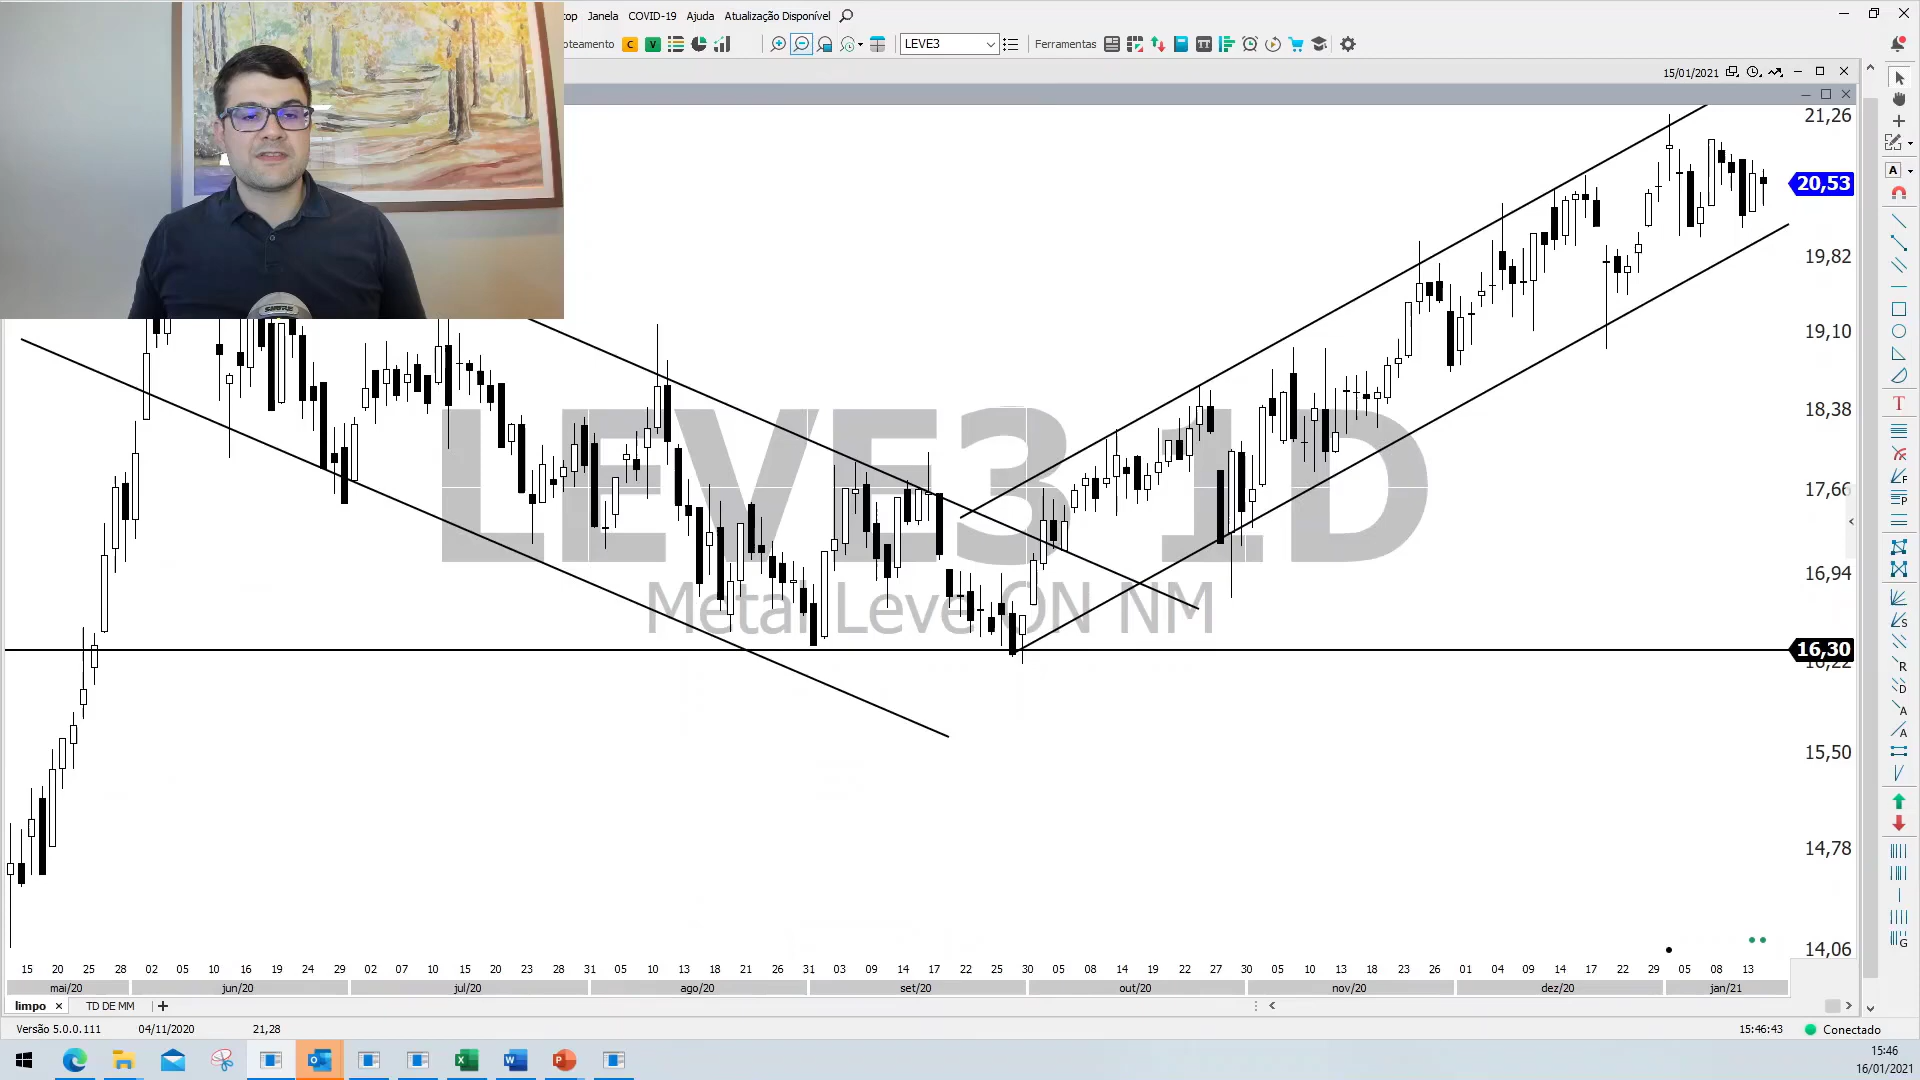 top Janela COVID-19 Ajuda Atualização Disponível
oteamento C V LEVE3 Ferramentas
15/01/2021
21,26
20,53
19,82
19,10
18,38
17,66
16,94
16,30
16,22
15,50
14,78
14,06
LEVE3 1D
Metal Leve ON NM
SHURE
15 20 25 28 02 05 10 16 19 24 29 02 07 10 15 20 23 28 31 05 10 13 18 21 26 31 03 09 14 17 22 25 30 05 08 14 19 22 27 30 05 10 13 18 23 26 01 04 09 14 17 22 29 05 08 13
mai/20 jun/20 jul/20 ago/20 set/20 out/20 nov/20 dez/20 jan/21
limpo TD DE MM
Versão 5.0.0.111 04/11/2020 21,28 15:46:43 Conectado
15:46
16/01/2021